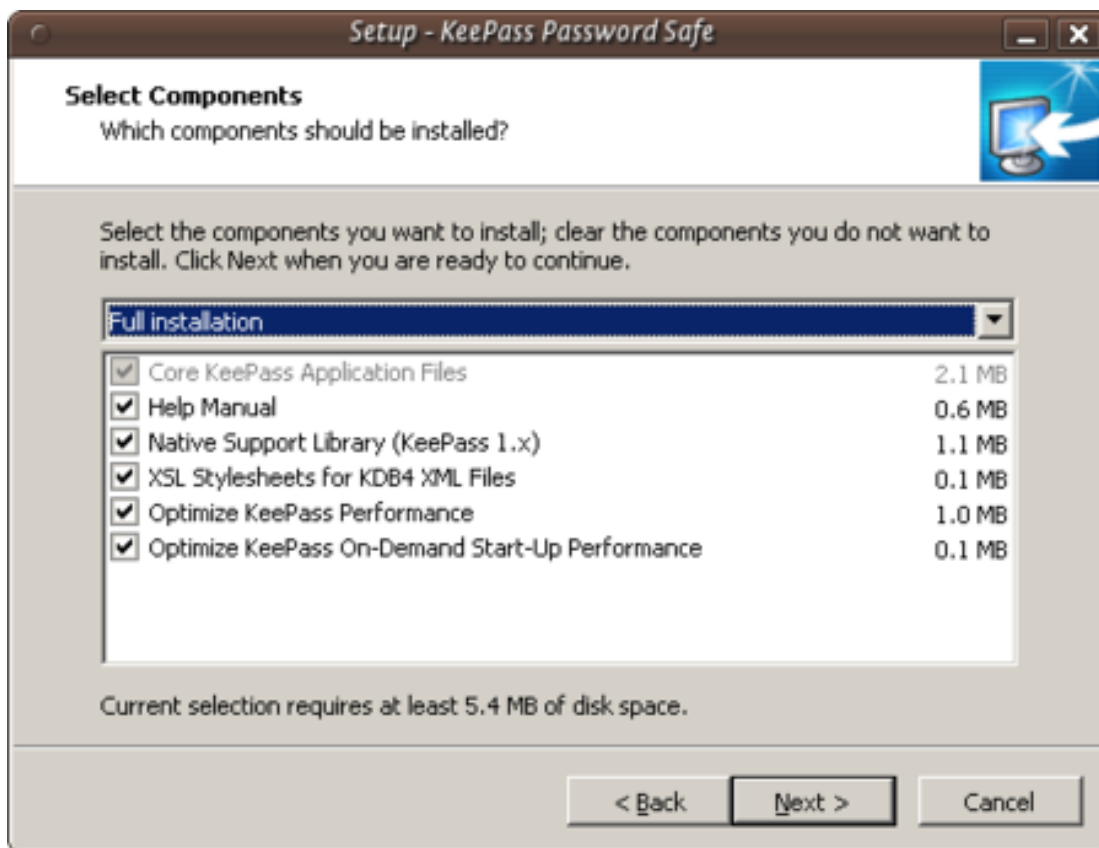 Setup - KeePass Password Safe
Select Components
Which components should be installed?
Select the components you want to install; clear the components you do not want to
install. Click Next when you are ready to continue.
Full installation
Core KeePass Application Files 2.1 MB
Help Manual 0.6 MB
Native Support Library (KeePass 1.x) 1.1 MB
XSL Stylesheets for KDB4 XML Files 0.1 MB
Optimize KeePass Performance 1.0 MB
Optimize KeePass On-Demand Start-Up Performance 0.1 MB
Current selection requires at least 5.4 MB of disk space.
< Back Next > Cancel